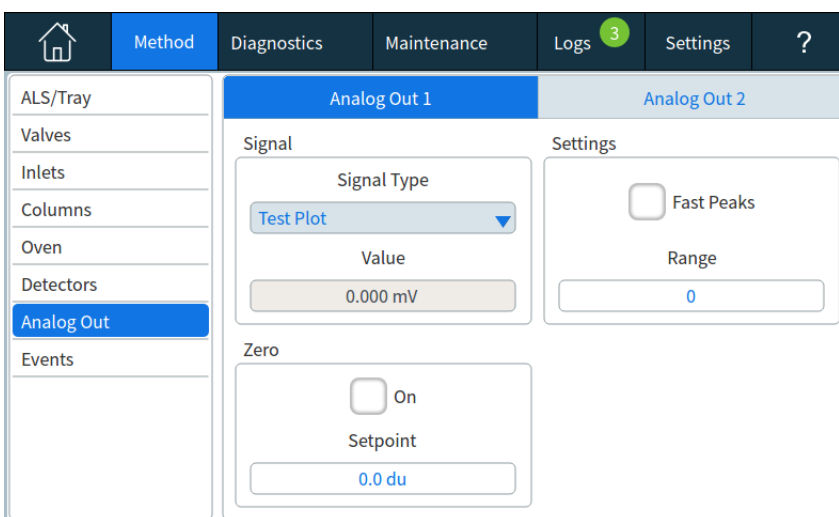 Method
Diagnostics
Maintenance
Logs 3
Settings
?
ALS/Tray
Valves
Inlets
Columns
Oven
Detectors
Analog Out
Events
Analog Out 1
Analog Out 2
Signal
Signal Type
Test Plot
Value
0.000 mV
Settings
Fast Peaks
Range
0
Zero
On
Setpoint
0.0 du